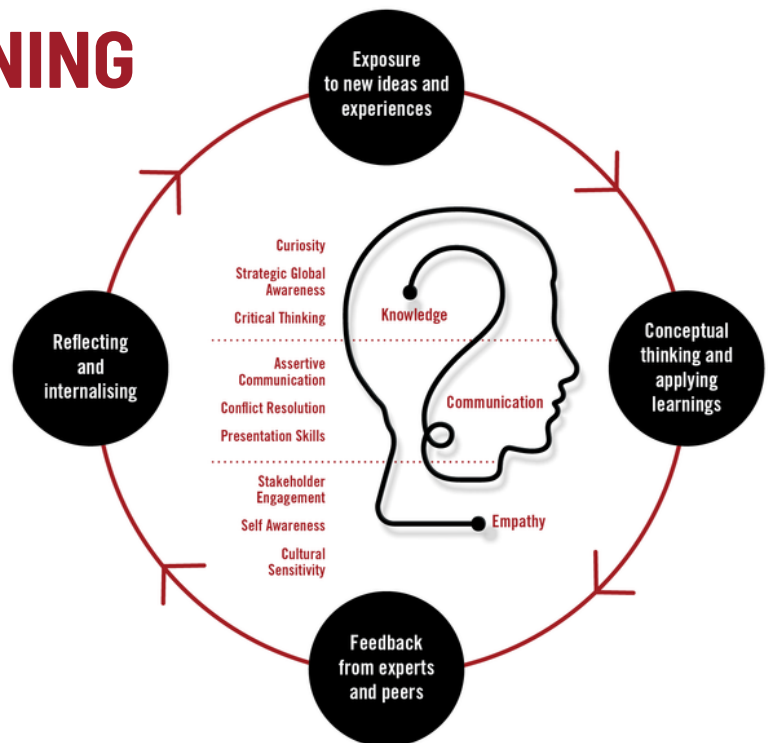 NING
Exposure
to new ideas and
experiences
Curiosity
Strategic Global
Awareness
Critical Thinking
Knowledge
Reflecting
and
internalising
Conceptual
thinking and
applying
learnings
Assertive
Communication
Conflict Resolution
Presentation Skills
Communication
Stakeholder
Engagement
Self Awareness
Cultural
Sensitivity
Empathy
Feedback
from experts
and peers